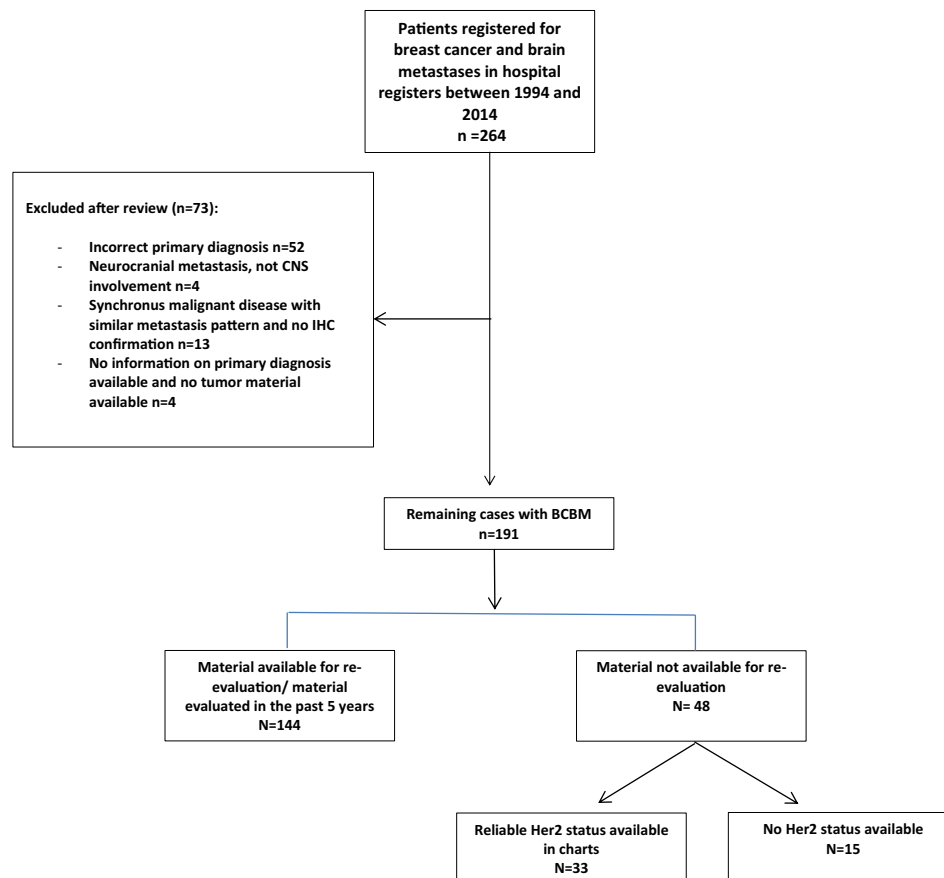 Patients registered for
breast cancer and brain
metastases in hospital
registers between 1994 and
2014
n =264
Excluded after review (n=73):
- Incorrect primary diagnosis n=52
- Neurocranial metastasis, not CNS
involvement n=4
- Synchronus malignant disease with
similar metastasis pattern and no IHC
confirmation n=13
- No information on primary diagnosis
available and no tumor material
available n=4
Remaining cases with BCBM
n=191
Material available for re-
evaluation/ material
evaluated in the past 5 years
N=144
Material not available for re-
evaluation
N= 48
Reliable Her2 status available
in charts
N=33
No Her2 status available
N=15